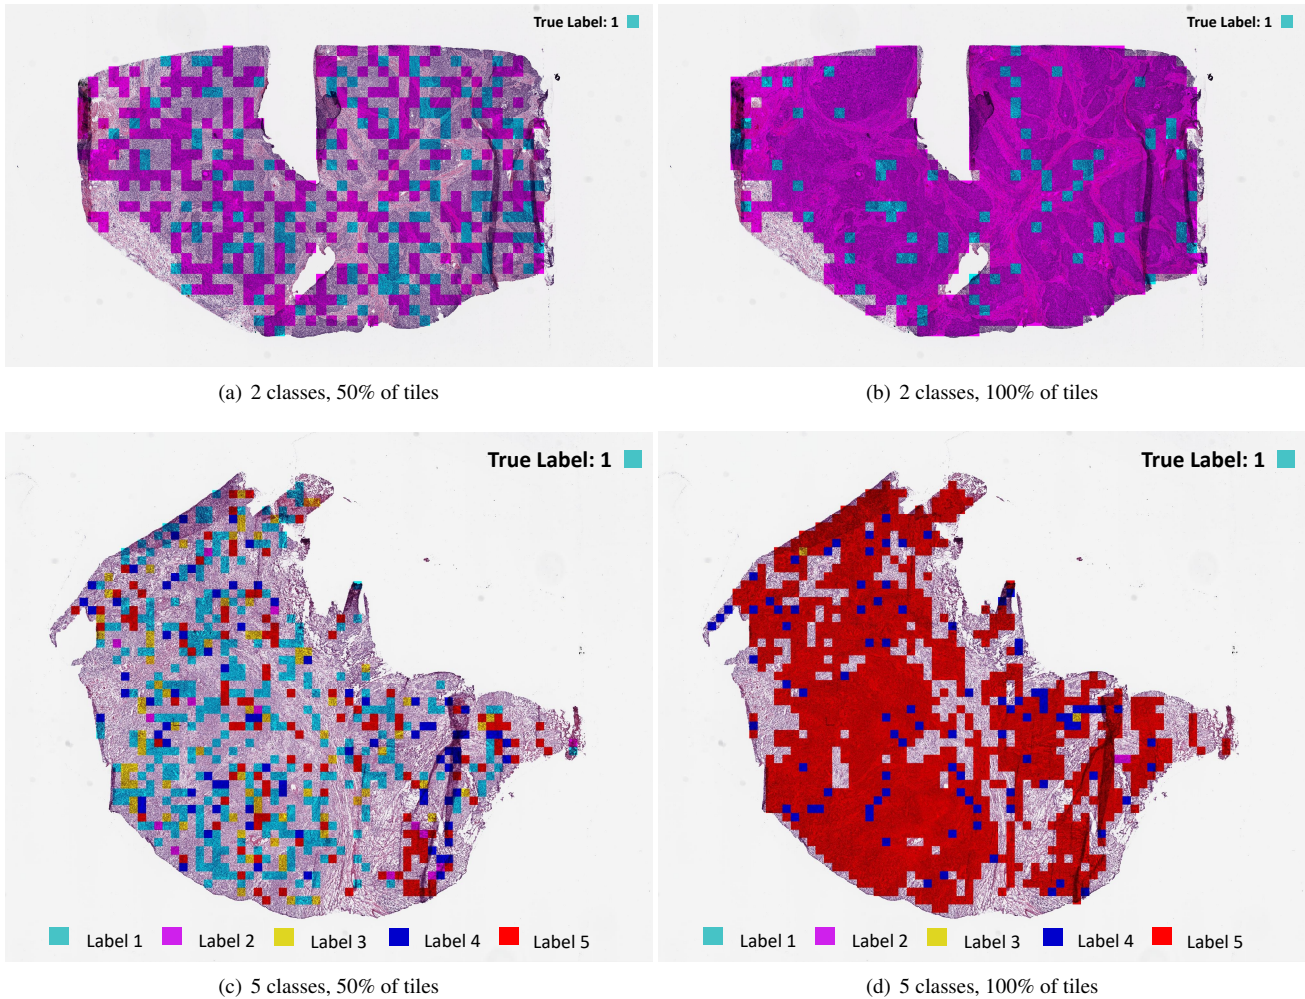 True Label: 1
True Label: 1
(a) 2 classes, 50% of tiles
(b) 2 classes, 100% of tiles
True Label: 1
True Label: 1
Label 1 Label 2 Label 3 Label 4 Label 5
Label 1 Label 2 Label 3 Label 4 Label 5
(c) 5 classes, 50% of tiles
(d) 5 classes, 100% of tiles